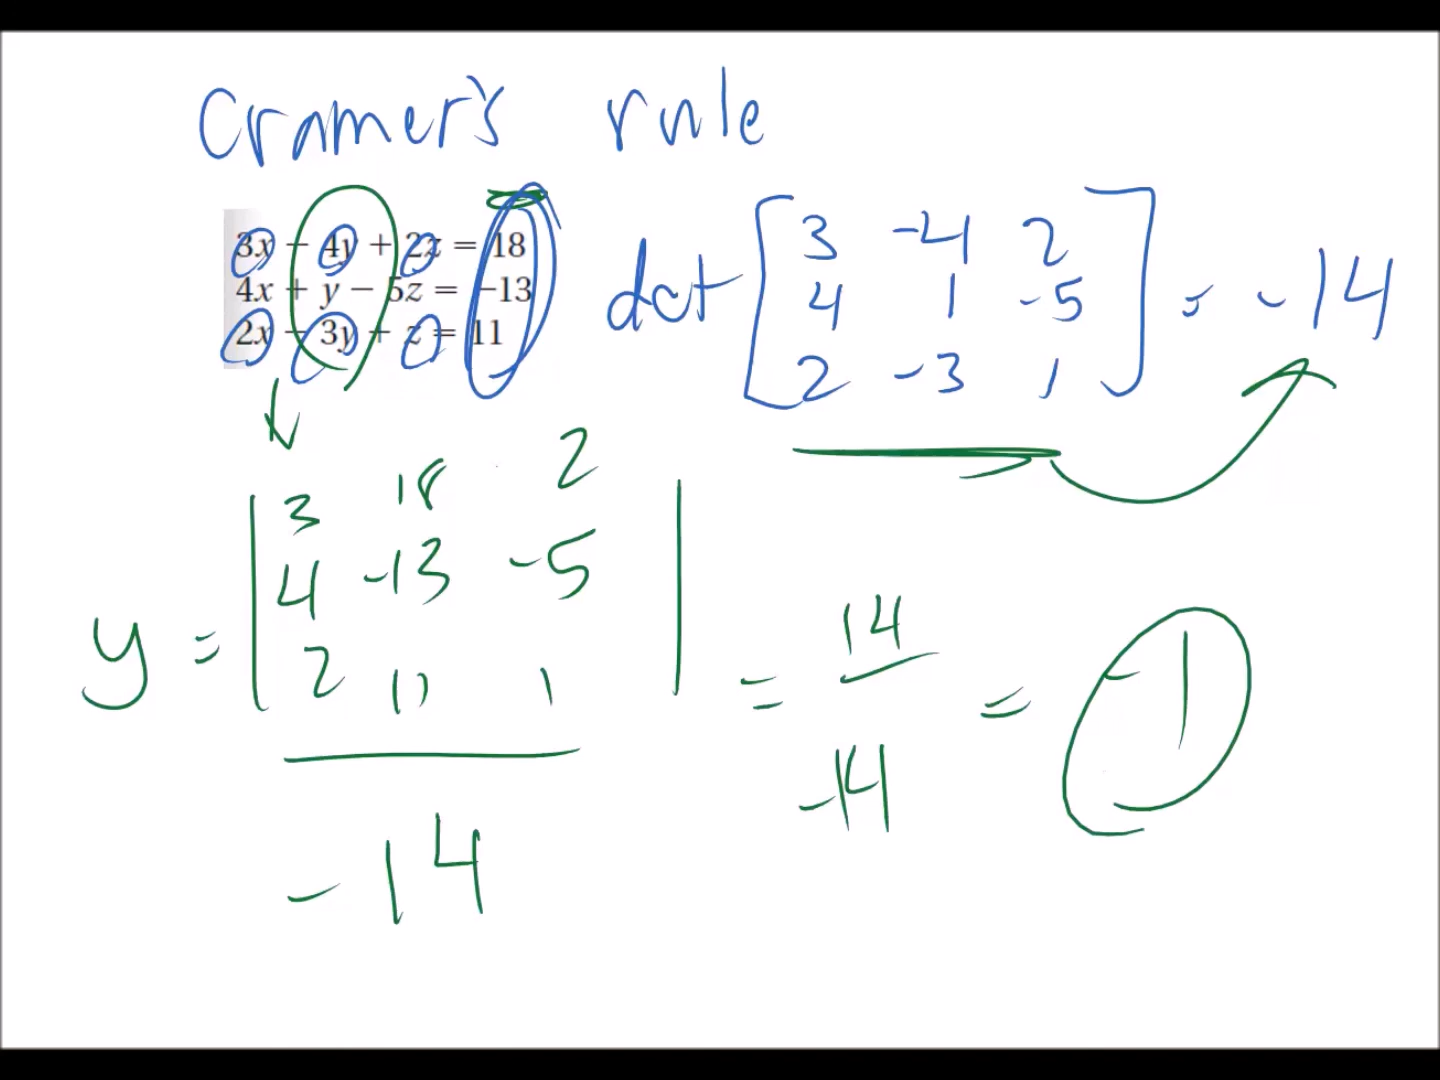 Cramer's rule
3x − 4y + 2z = 18
4x + y − 5z = −13
2x − 3y + z = 11
det [ 3 -4 2
4 1 -5
2 -3 1 ] = -14
y = | 3 18 2
4 -13 -5
2 11 1 |
-14
= 14
-14
= -1